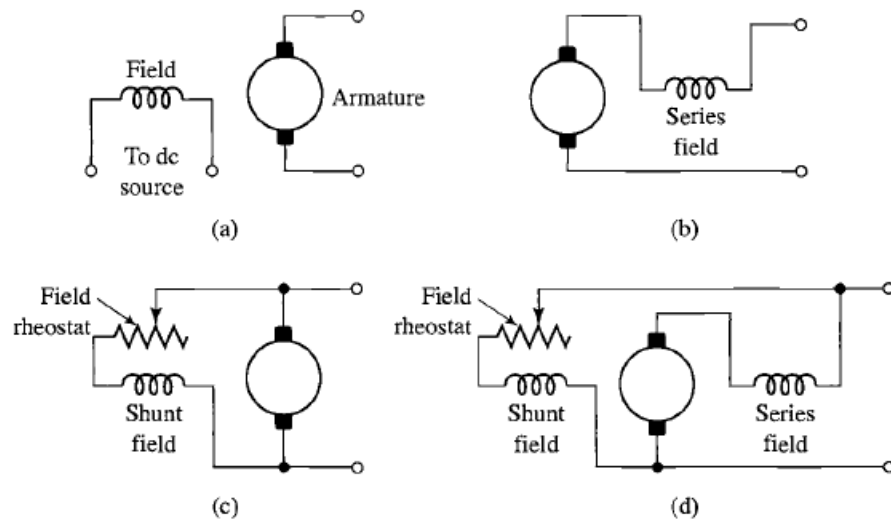 Field
To dc
source
Armature
(a)
Series
field
(b)
Field
rheostat
Shunt
field
(c)
Field
rheostat
Shunt
field
Series
field
(d)